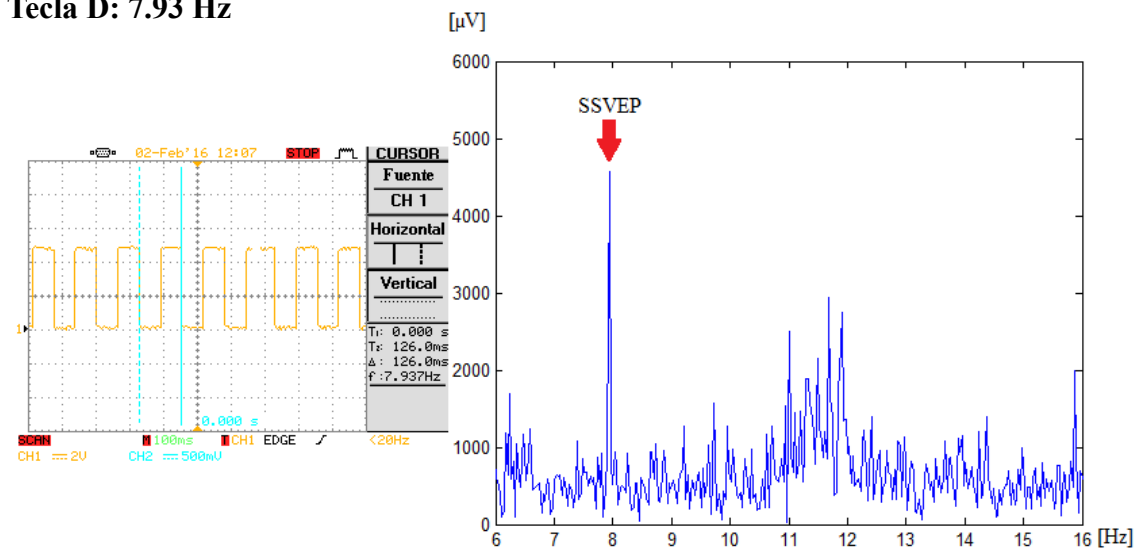 Tecla D: 7.93 Hz
[µV]
6000
5000
4000
3000
2000
1000
0
SSVEP
6 7 8 9 10 11 12 13 14 15 16 [Hz]
02-Feb'16 12:07 STOP
CURSOR
Fuente
CH 1
Horizontal
Vertical
T1: 0.000 s
T2: 126.0ms
Δ: 126.0ms
f:7.937Hz
1
0.000 s
SCAN M 100ms T CH1 EDGE <20Hz
CH1 2V CH2 500mV